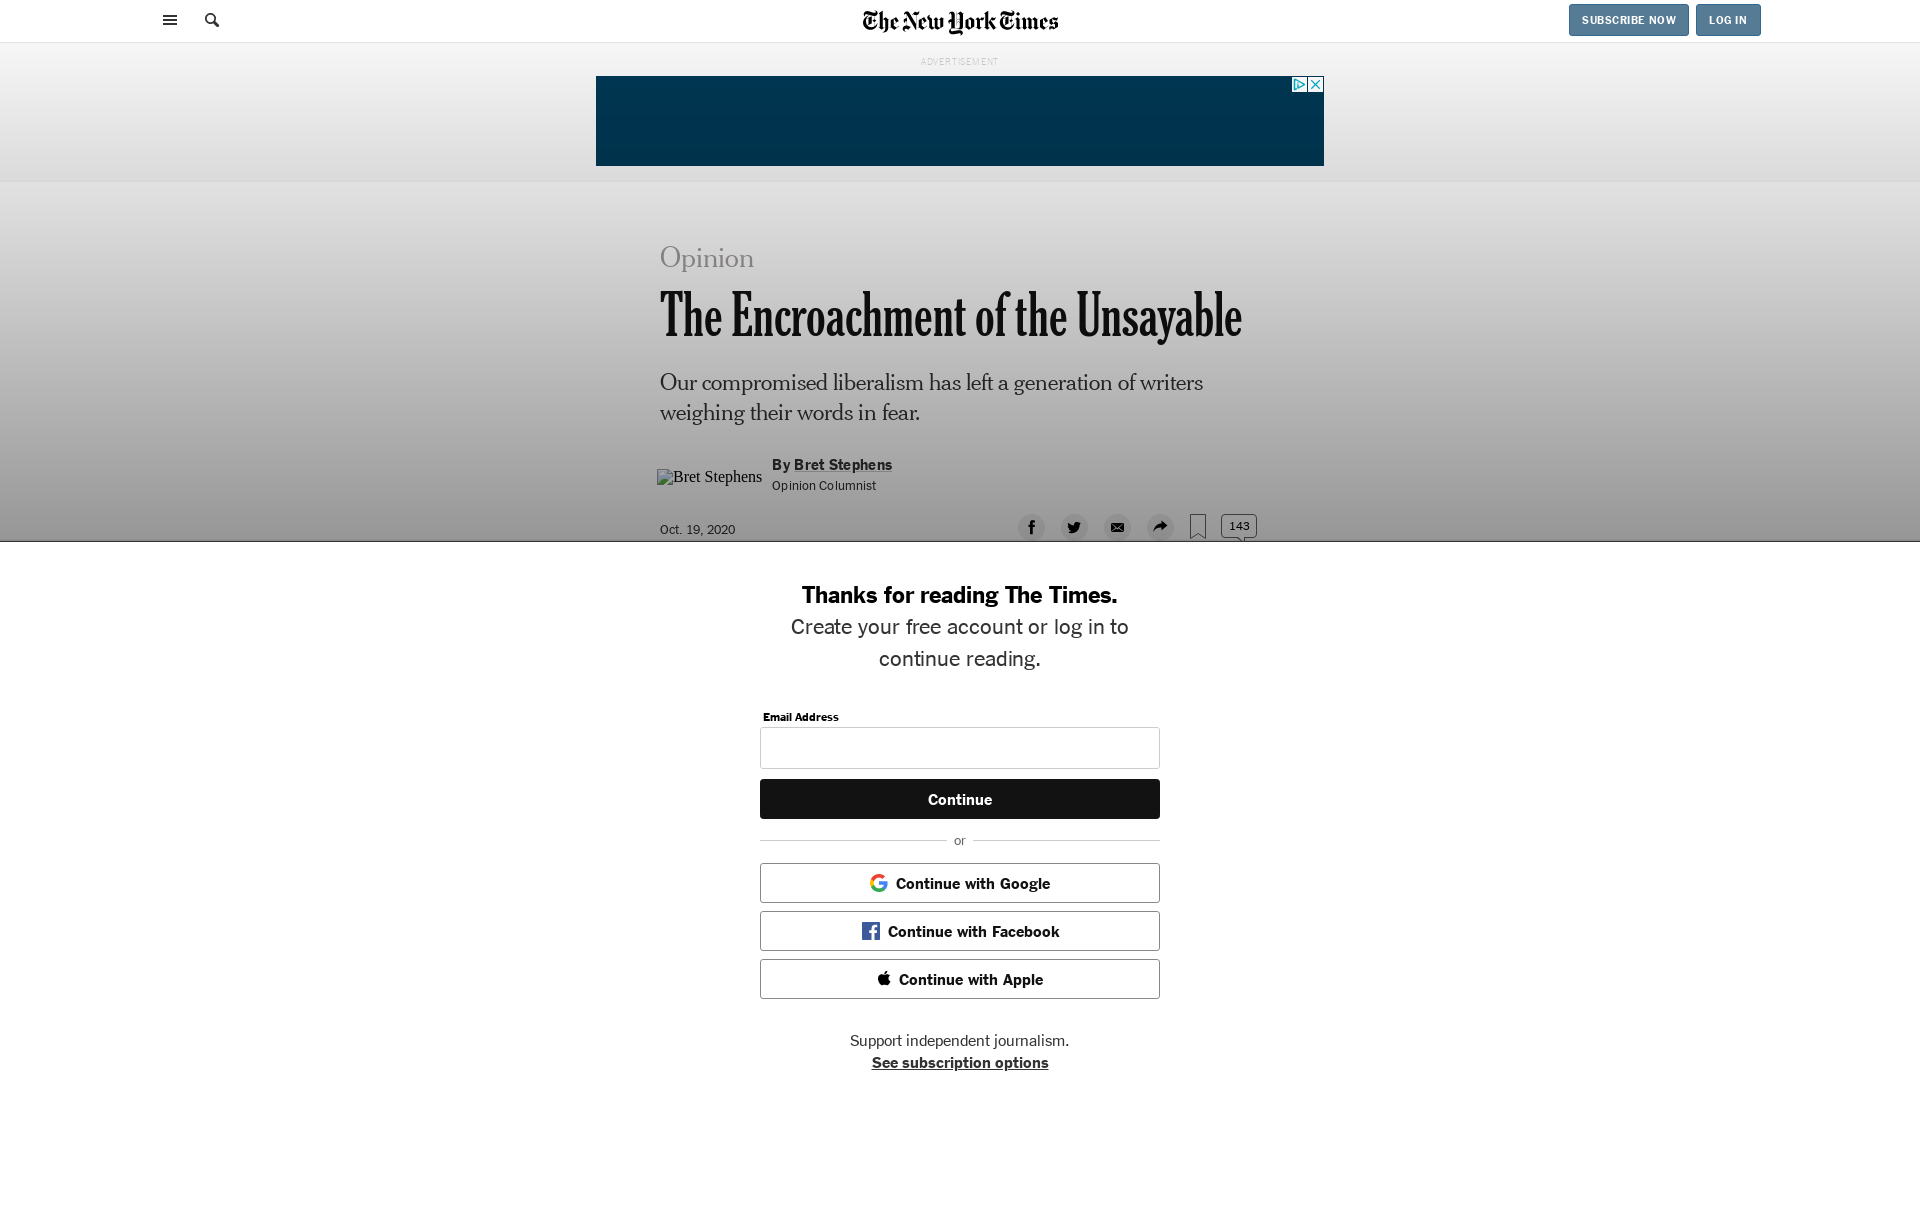 The New York Times
SUBSCRIBE NOW
LOG IN
ADVERTISEMENT
Opinion
The Encroachment of the Unsayable
Our compromised liberalism has left a generation of writers
weighing their words in fear.
Bret Stephens
By Bret Stephens
Opinion Columnist
Oct. 19, 2020
143
Thanks for reading The Times.
Create your free account or log in to
continue reading.
Email Address
Continue
or
Continue with Google
Continue with Facebook
Continue with Apple
Support independent journalism.
See subscription options